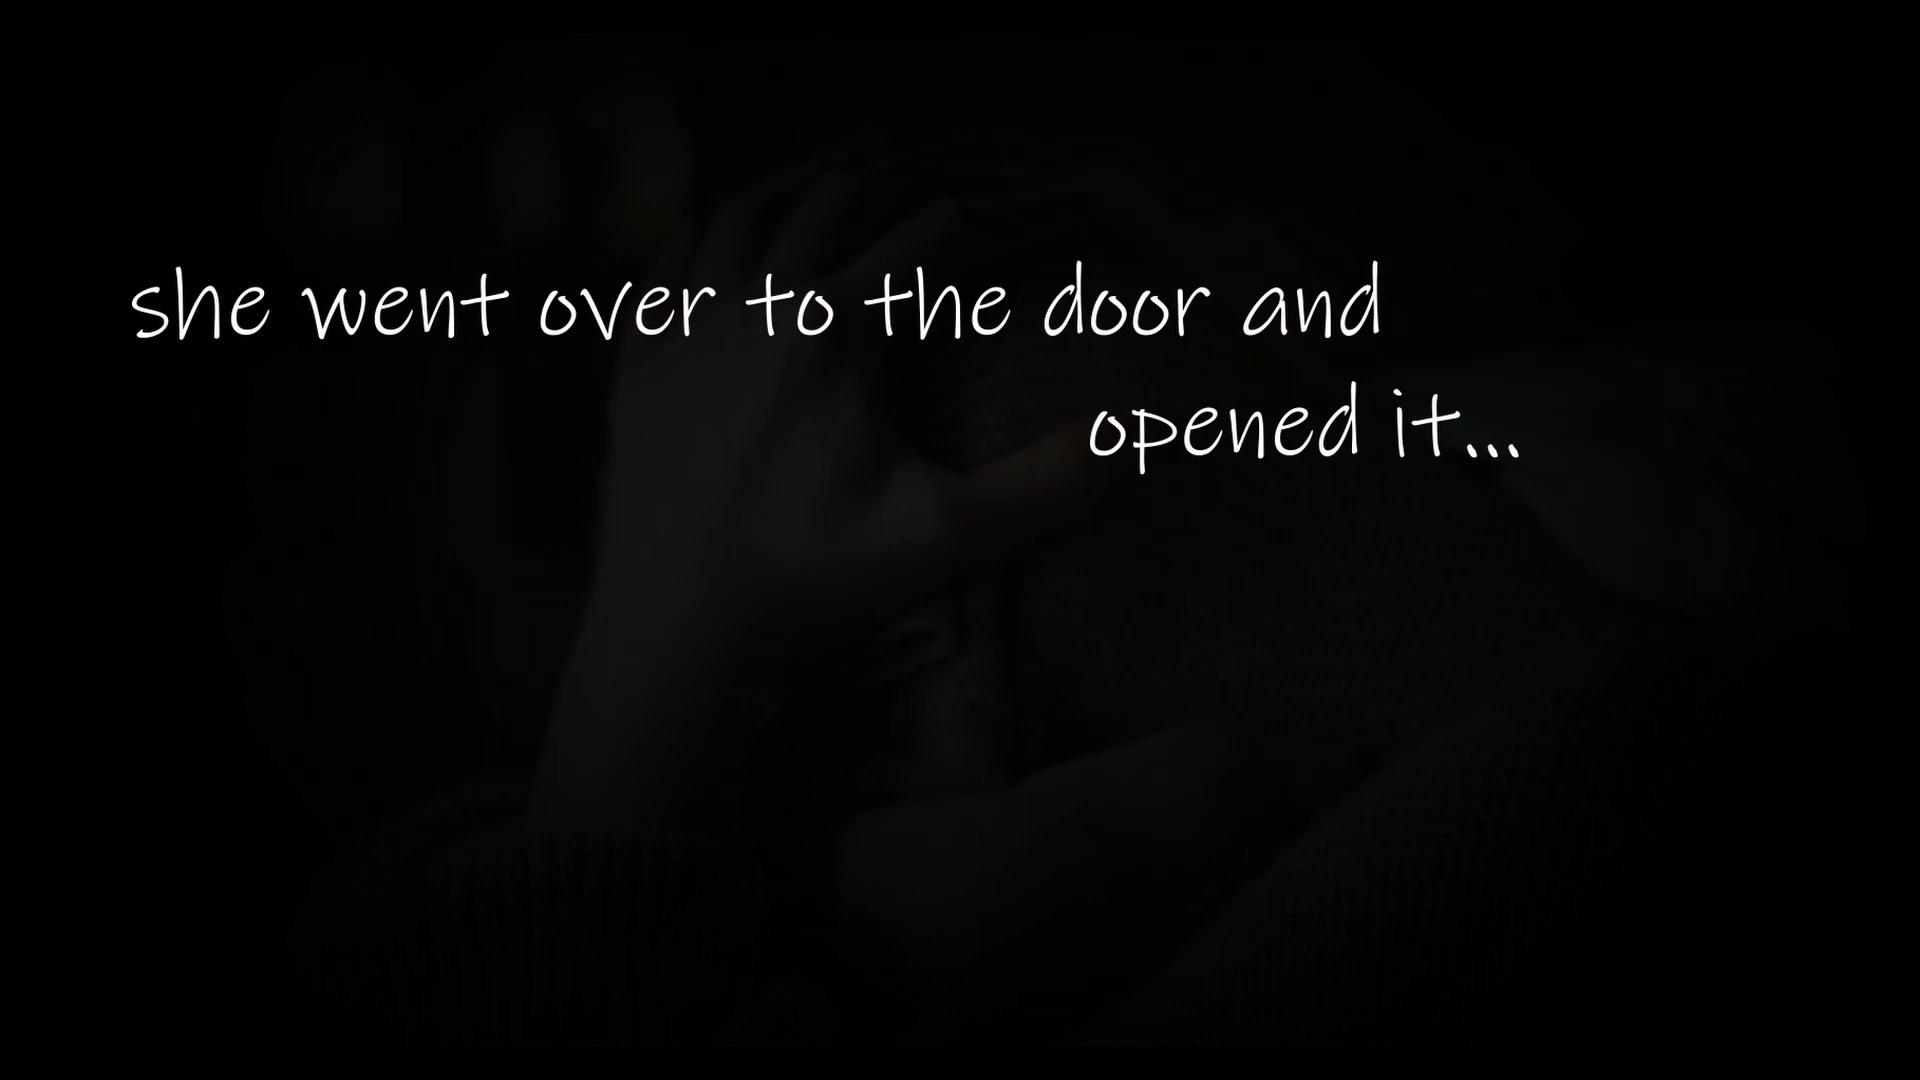 she went over to the door and
opened it...